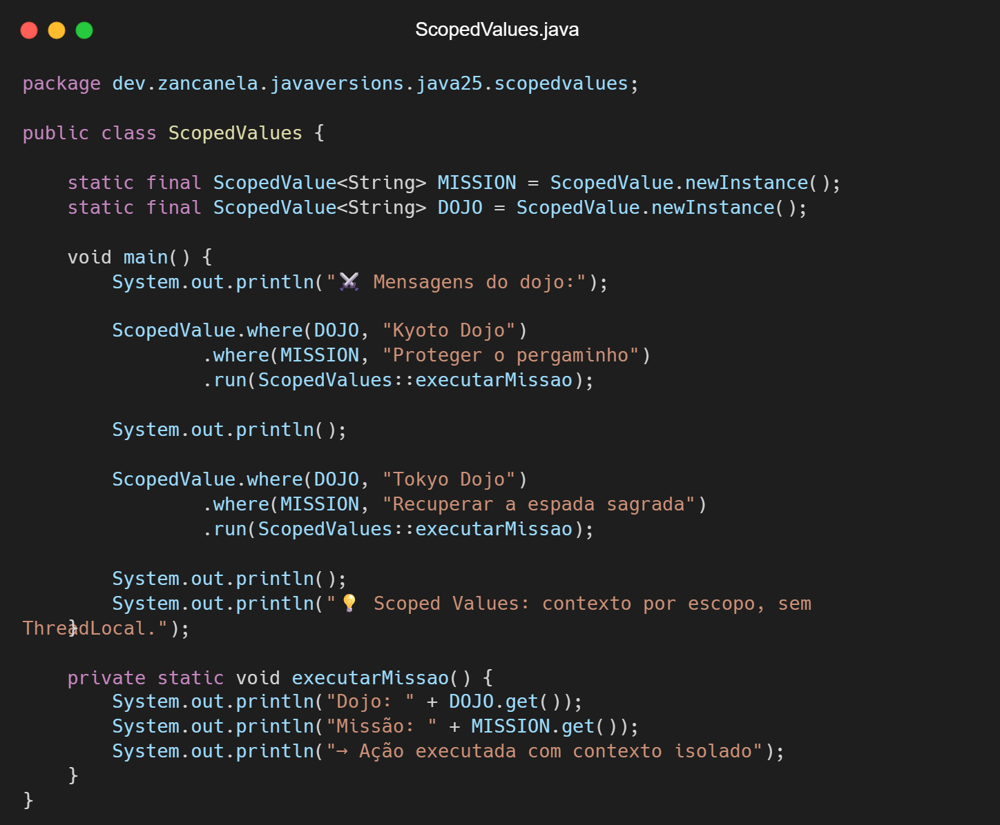 ScopedValues.java
package dev.zancanela.javaversions.java25.scopedvalues;
public class ScopedValues {
static final ScopedValue<String> MISSION = ScopedValue.newInstance();
static final ScopedValue<String> DOJO = ScopedValue.newInstance();
void main() {
System.out.println("⚔️ Mensagens do dojo:");
ScopedValue.where(DOJO, "Kyoto Dojo")
.where(MISSION, "Proteger o pergaminho")
.run(ScopedValues::executarMissao);
System.out.println();
ScopedValue.where(DOJO, "Tokyo Dojo")
.where(MISSION, "Recuperar a espada sagrada")
.run(ScopedValues::executarMissao);
System.out.println();
System.out.println("💡 Scoped Values: contexto por escopo, sem
ThreadLocal.");
}
private static void executarMissao() {
System.out.println("Dojo: " + DOJO.get());
System.out.println("Missão: " + MISSION.get());
System.out.println("→ Ação executada com contexto isolado");
}
}